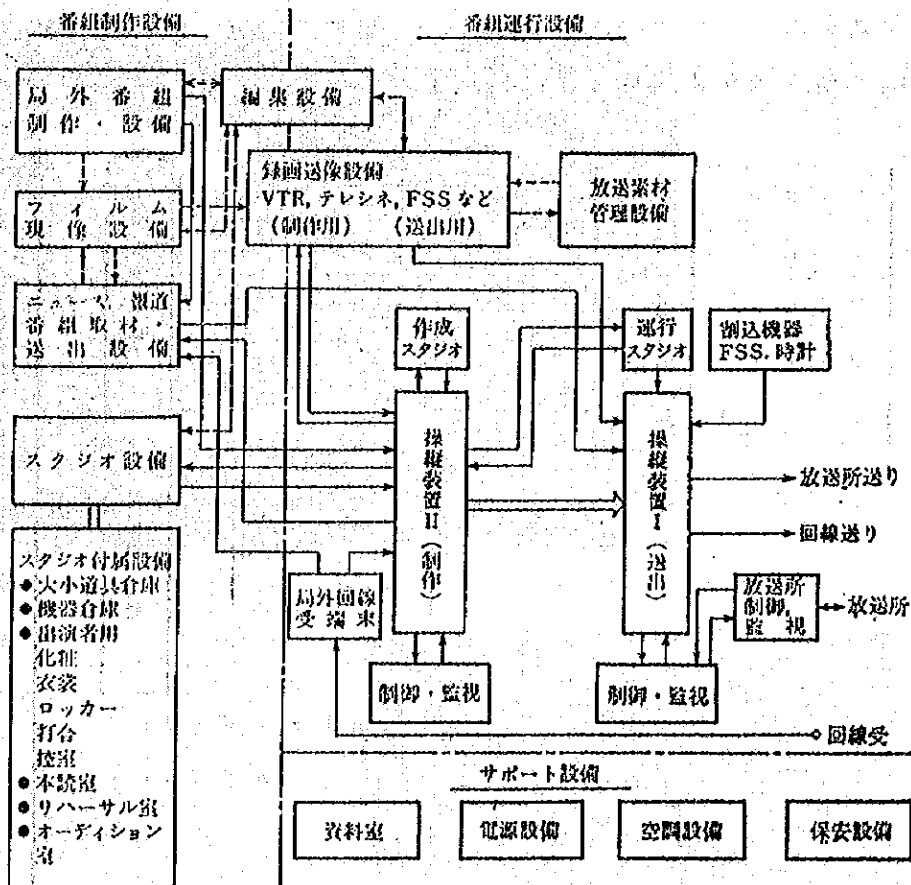 番組制作設備
番組運行設備
局外番組
制作・設備
編集設備
録画送像設備
VTR, テレシネ, FSSなど
(制作用) (送出用)
放送素材
管理設備
フィルム
現像設備
ニュース, 報道
番組取材・
送出設備
作成
スタジオ
運行
スタジオ
割込機器
FSS, 時計
スタジオ設備
操縦装置II(制作)
操縦装置I(送出)
放送所送り
回線送り
スタジオ付属設備
●大小道具倉庫
●機器倉庫
●出演者用
化粧
衣装
ロッカー
打合
控室
●本読室
●リハーサル室
●オーディション
室
局外回線
受端末
放送所
制御,
監視
放送所
制御・監視
制御・監視
回線受
サポート設備
資料室
電源設備
空調設備
保安設備